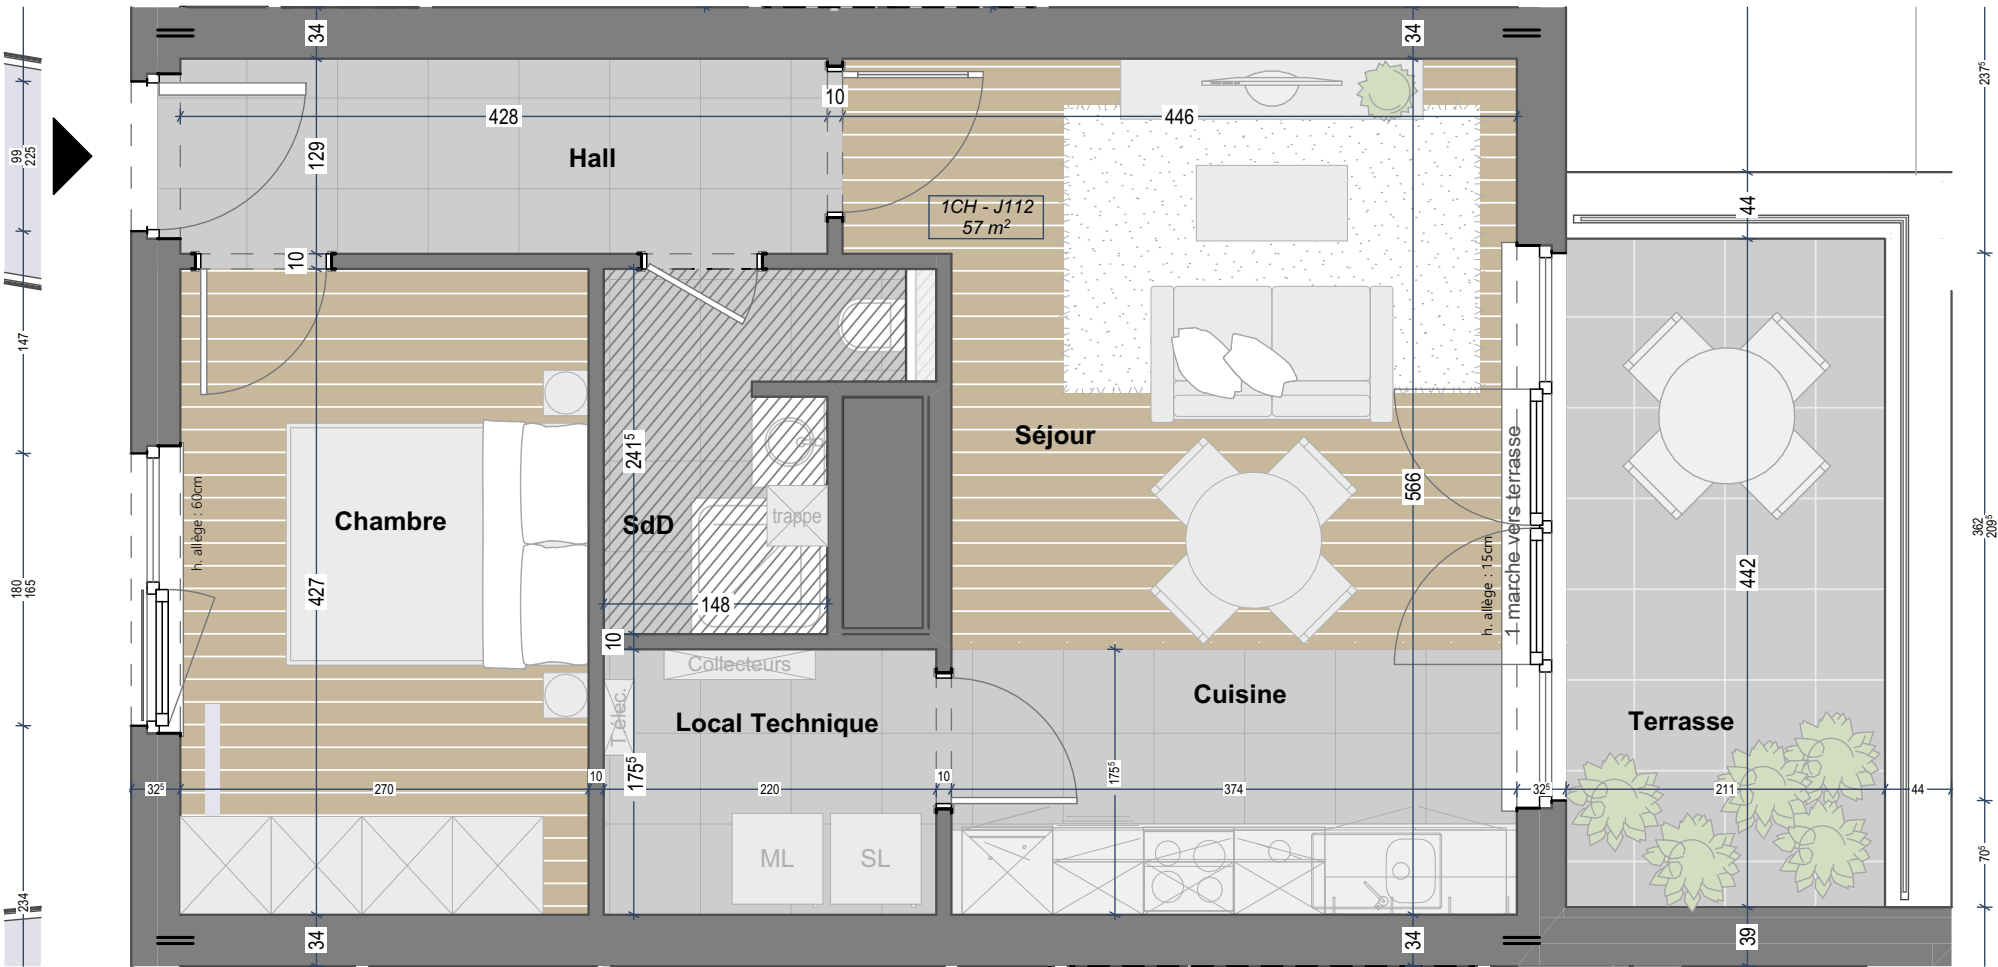 34
34
237⁵
428
10
446
99
225
129
Hall
1CH - J112
57 m²
44
10
147
Séjour
241⁵
h. allège : 60cm
Chambre
SdD
trappe
566
1 marche vers terrasse
h. allège : 15cm
362
209⁵
180
165
427
442
148
10
Collecteurs
T.élec.
Local Technique
Cuisine
Terrasse
175⁵
175⁵
32⁵
270
10
220
10
374
32⁵
211
44
ML
SL
70⁵
234
34
34
39